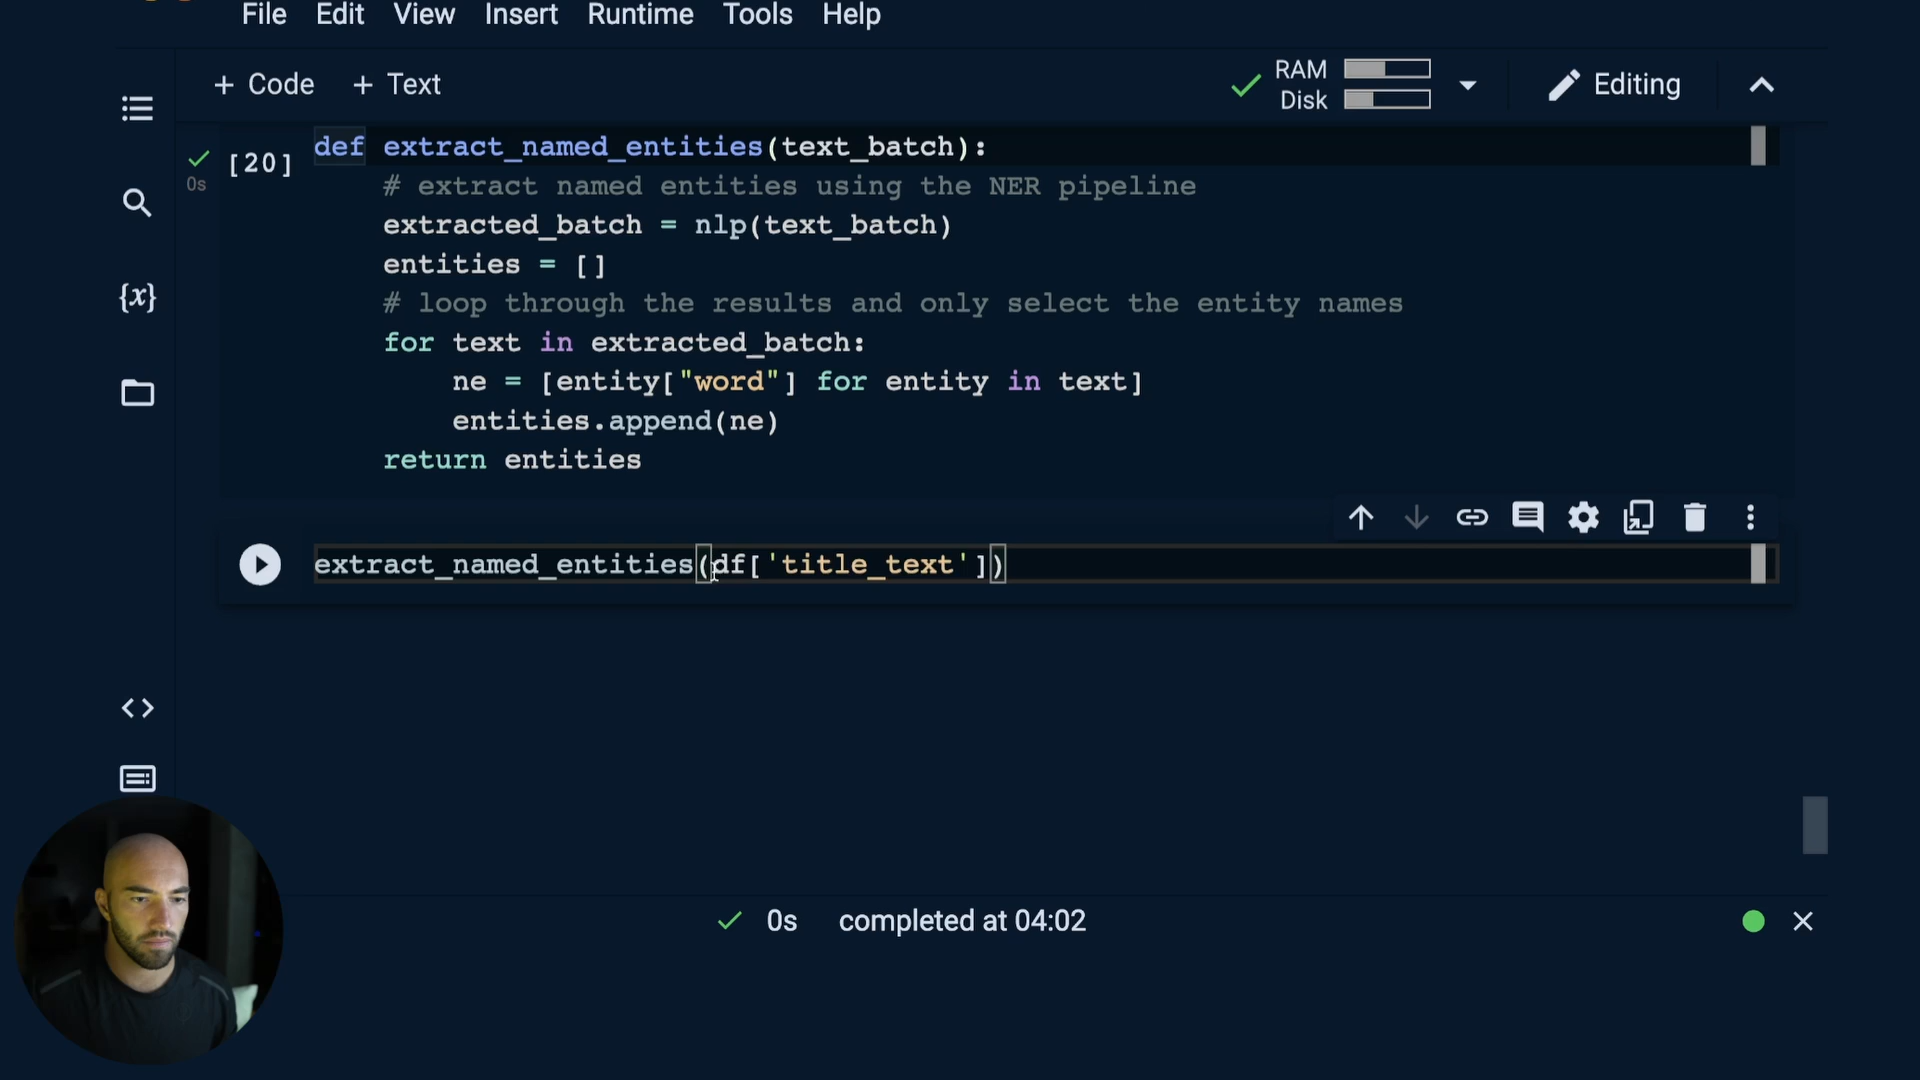 File Edit View Insert Runtime Tools Help
+ Code + Text
RAM
Disk
Editing
[20]
0s
def extract_named_entities(text_batch):
# extract named entities using the NER pipeline
extracted_batch = nlp(text_batch)
entities = []
# loop through the results and only select the entity names
for text in extracted_batch:
ne = [entity["word"] for entity in text]
entities.append(ne)
return entities
{x}
extract_named_entities(df['title_text'])
<>
0s completed at 04:02